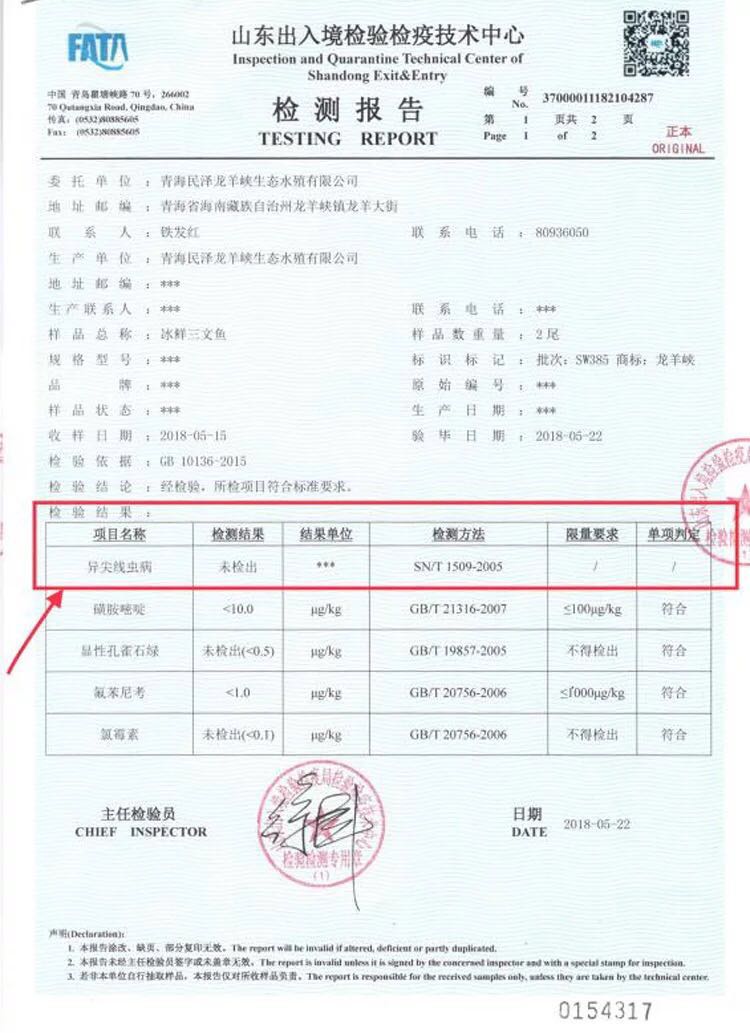 FATA
山东出入境检验检疫技术中心
Inspection and Quarantine Technical Center of
Shandong Exit&Entry
中国 青岛瞿塘峡路 70 号, 266002
70 Qutangxia Road, Qingdao, China
传真: (0532)80885605
Fax: (0532)80885605
检测报告
TESTING REPORT
编 号
No. 37000011182104287
第 1 页共 2 页
Page 1 of 2
正本
ORIGINAL
委托单位 : 青海民泽龙羊峡生态水殖有限公司
地址邮编 : 青海省海南藏族自治州龙羊峡镇龙羊大街
联系人 : 铁发红 联系电话 : 80936050
生产单位 : 青海民泽龙羊峡生态水殖有限公司
地址邮编 : ***
生产联系人 : *** 联系电话 : ***
样品总称 : 冰鲜三文鱼 样品数重量 : 2尾
规格型号 : *** 标识标记 : 批次: SW385 商标: 龙羊峡
品牌 : *** 原始编号 : ***
样品状态 : *** 生产日期 : ***
收样日期 : 2018-05-15 验毕日期 : 2018-05-22
检验依据 : GB 10136-2015
检验结论 : 经检验, 所检项目符合标准要求.
检验结果 :
项目名称 检测结果 结果单位 检测方法 限量要求 单项判定
异尖线虫病 未检出 *** SN/T 1509-2005 / /
磺胺嘧啶 <10.0 μg/kg GB/T 21316-2007 ≤100μg/kg 符合
显性孔雀石绿 未检出(<0.5) μg/kg GB/T 19857-2005 不得检出 符合
氟苯尼考 <1.0 μg/kg GB/T 20756-2006 ≤1000μg/kg 符合
氯霉素 未检出(<0.1) μg/kg GB/T 20756-2006 不得检出 符合
主任检验员
CHIEF INSPECTOR
检验检测专用章
(1)
日期
DATE 2018-05-22
声明(Declaration):
1. 本报告涂改、缺页、部分复印无效。The report will be invalid if altered, deficient or partly duplicated.
2. 本报告未经主任检验员签字或未盖章无效。The report is invalid unless it is signed by the concerned inspector and with a special stamp for inspection.
3. 若非本单位自行抽取样品, 本报告仅对所收样品负责。The report is responsible for the received samples only, unless they are taken by the technical center.
0154317